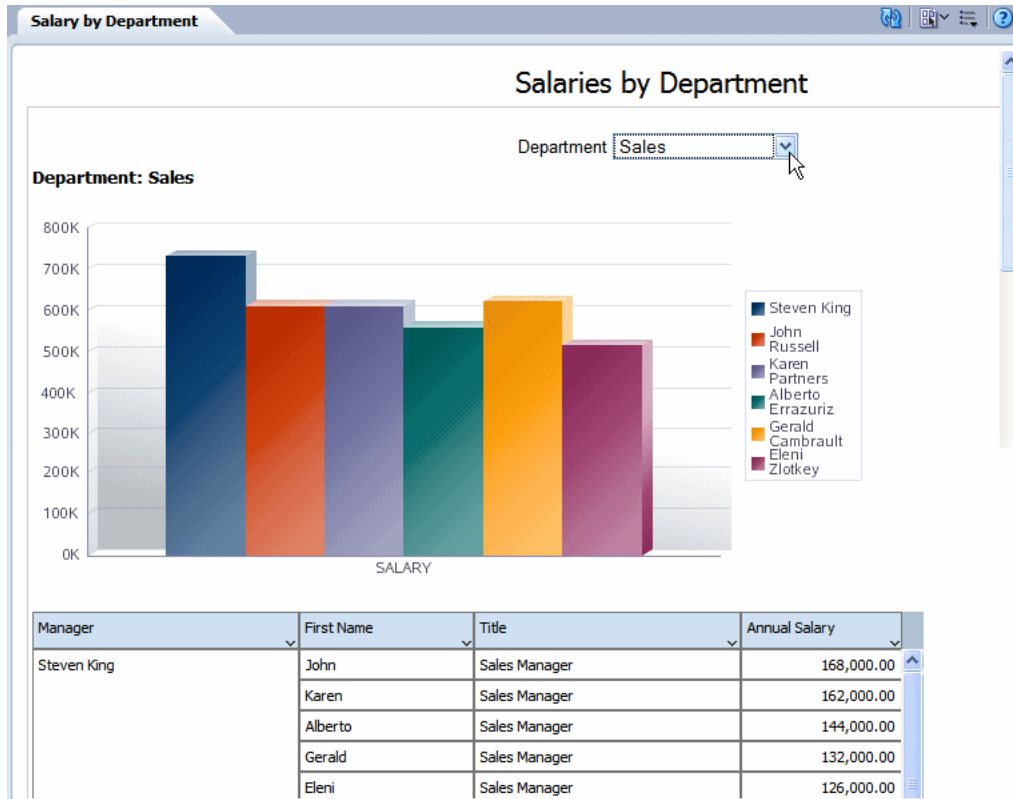 Salary by Department
?
Salaries by Department
Department Sales
Department: Sales
800K
700K
600K
500K
400K
300K
200K
100K
0K
SALARY
Steven King
John
Russell
Karen
Partners
Alberto
Errazuriz
Gerald
Cambrault
Eleni
Zlotkey
Manager First Name Title Annual Salary
Steven King John Sales Manager 168,000.00
Karen Sales Manager 162,000.00
Alberto Sales Manager 144,000.00
Gerald Sales Manager 132,000.00
Eleni Sales Manager 126,000.00